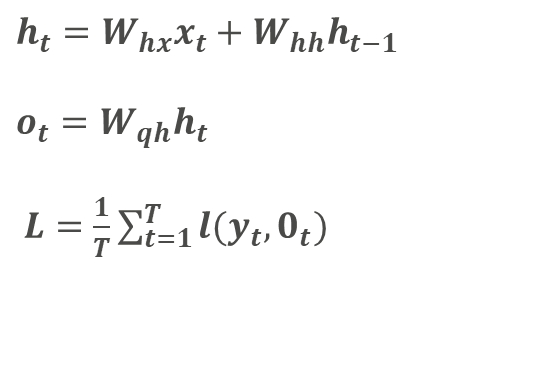 h_t = W_{hx}x_t + W_{hh}h_{t-1}
o_t = W_{qh}h_t
L = \frac{1}{T} \sum_{t=1}^{T} l(y_t, 0_t)